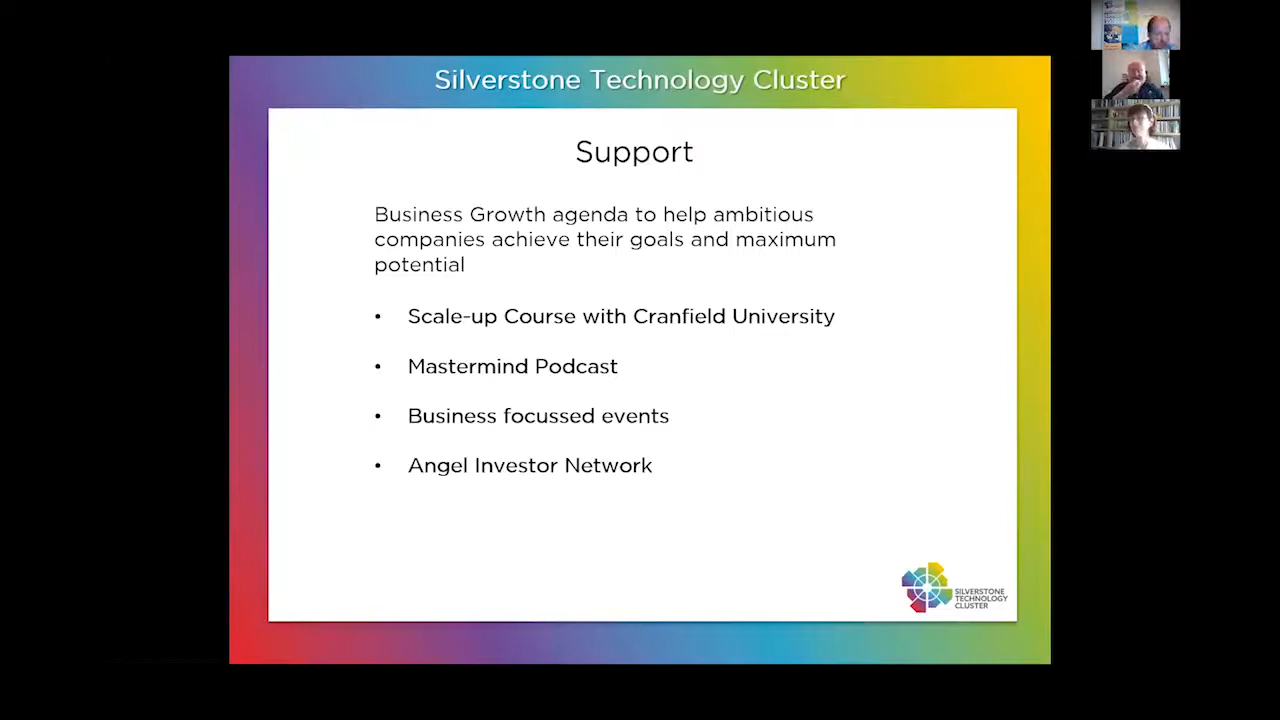 Silverstone Technology Cluster
Support
Business Growth agenda to help ambitious
companies achieve their goals and maximum
potential
• Scale-up Course with Cranfield University
• Mastermind Podcast
• Business focussed events
• Angel Investor Network
SILVERSTONE
TECHNOLOGY
CLUSTER